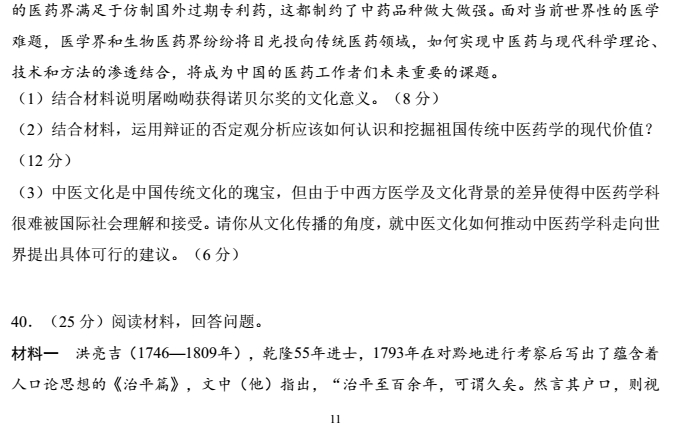 的医药界满足于仿制国外过期专利药，这都制约了中药品种做大做强。面对当前世界性的医学
难题，医学界和生物医药界纷纷将目光投向传统医药领域，如何实现中医药与现代科学理论、
技术和方法的渗透结合，将成为中国的医药工作者们未来重要的课题。
（1）结合材料说明屠呦呦获得诺贝尔奖的文化意义。（8 分）
（2）结合材料，运用辩证的否定观分析应该如何认识和挖掘祖国传统中医药学的现代价值？
（12 分）
（3）中医文化是中国传统文化的瑰宝，但由于中西方医学及文化背景的差异使得中医药学科
很难被国际社会理解和接受。请你从文化传播的角度，就中医文化如何推动中医药学科走向世
界提出具体可行的建议。（6 分）
40．（25 分）阅读材料，回答问题。
材料一　洪亮吉（1746—1809年），乾隆55年进士，1793年在对黔地进行考察后写出了蕴含着
人口论思想的《治平篇》，文中（他）指出，“治平至百余年，可谓久矣。然言其户口，则视
11